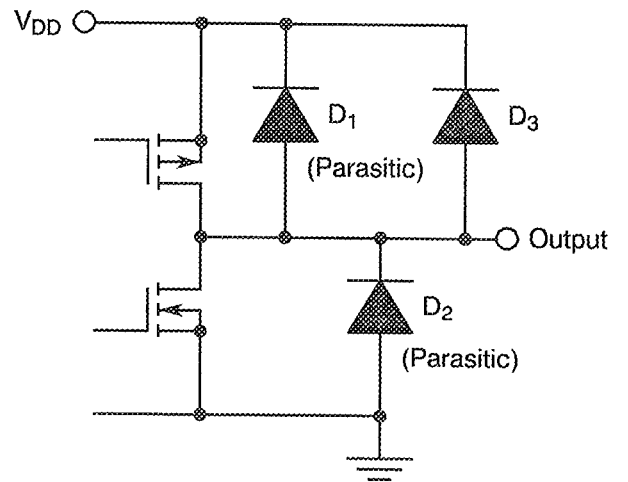 V_DD
D₁
(Parasitic)
D₃
Output
D₂
(Parasitic)